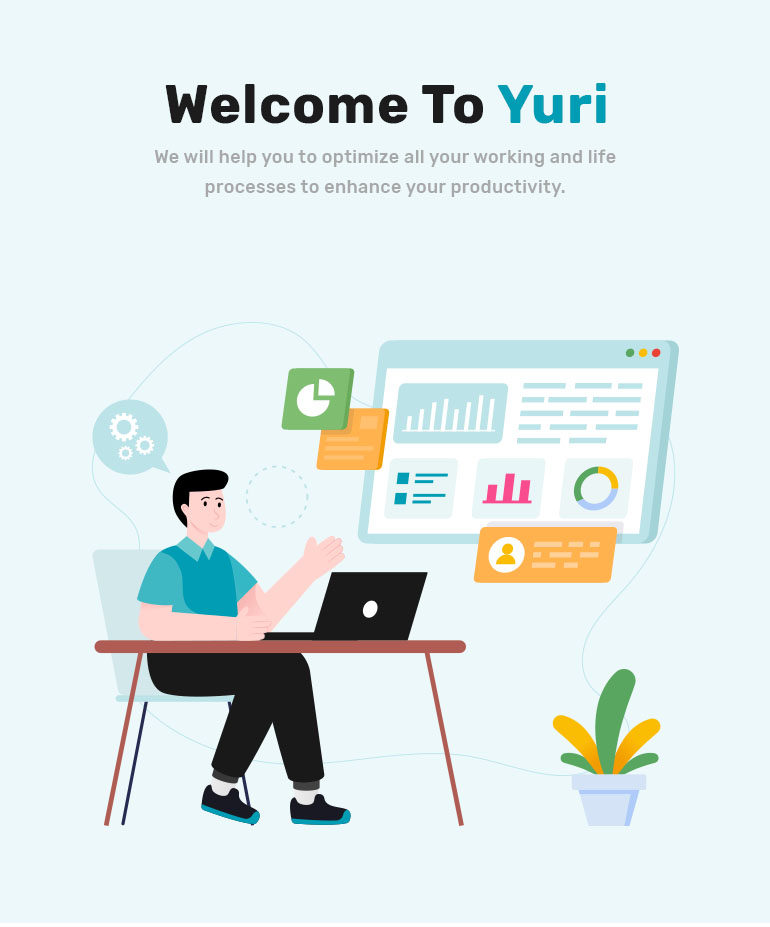 Welcome To Yuri
We will help you to optimize all your working and life
processes to enhance your productivity.